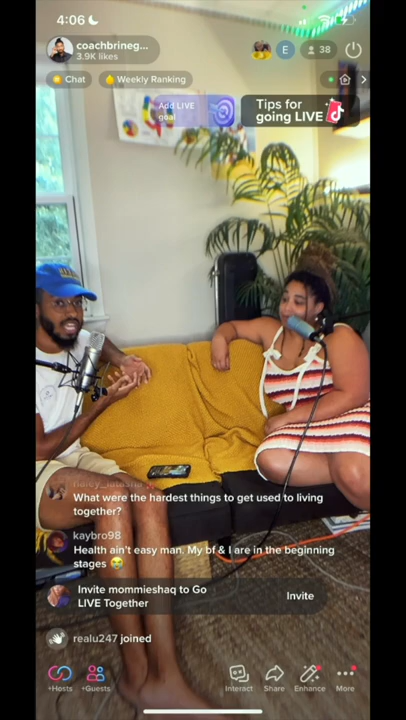 4:06
coachbrineg...
3.9K likes
E
38
Chat
Weekly Ranking
Add LIVE
goal
Tips for
going LIVE
haley_latasha
What were the hardest things to get used to living
together?
kaybro98
Health ain't easy man. My bf & I are in the beginning
stages 😭
Invite mommieshaq to Go
LIVE Together
Invite
realu247 joined
+Hosts
+Guests
Interact
Share
Enhance
More